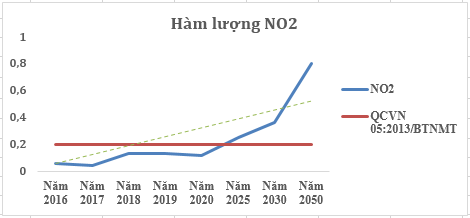 Hàm lượng NO2
1
0,8
0,6
0,4
0,2
0
Năm 2016
Năm 2017
Năm 2018
Năm 2019
Năm 2020
Năm 2025
Năm 2030
Năm 2050
NO2
QCVN
05:2013/BTNMT